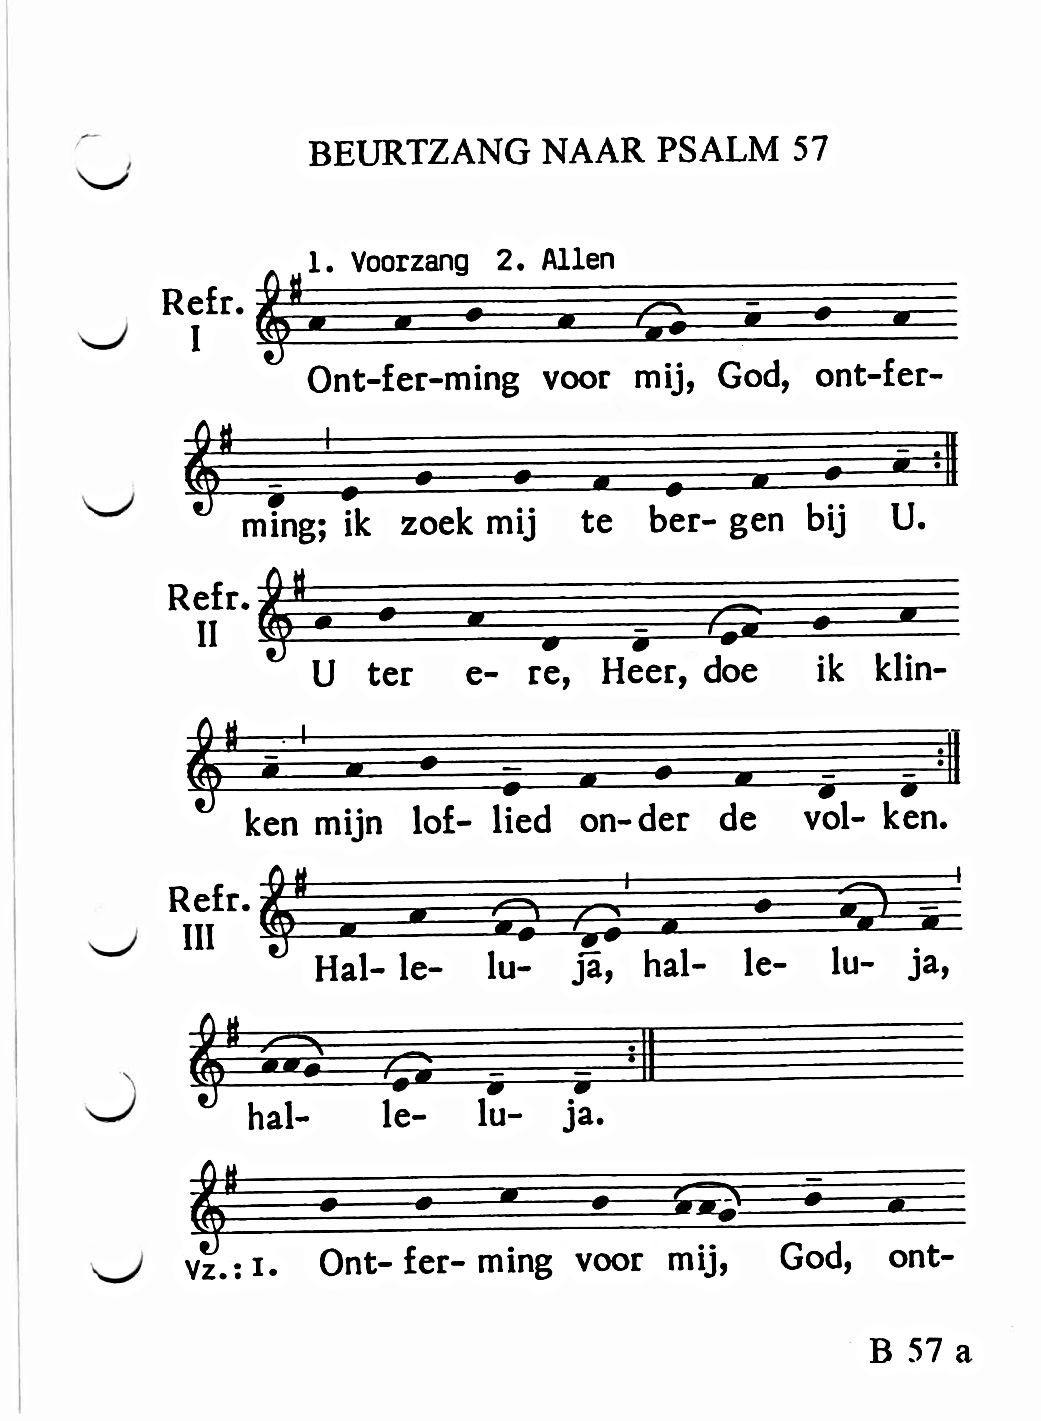 BEURTZANG NAAR PSALM 57
1. Voorzang 2. Allen
Refr. I
Ont-fer-ming voor mij, God, ont-fer-
ming; ik zoek mij te ber- gen bij U.
Refr. II
U ter e- re, Heer, doe ik klin-
ken mijn lof- lied on-der de vol- ken.
Refr. III
Hal- le- lu- ja, hal- le- lu- ja,
hal- le- lu- ja.
Vz.: I. Ont- fer- ming voor mij, God, ont-
B 57 a